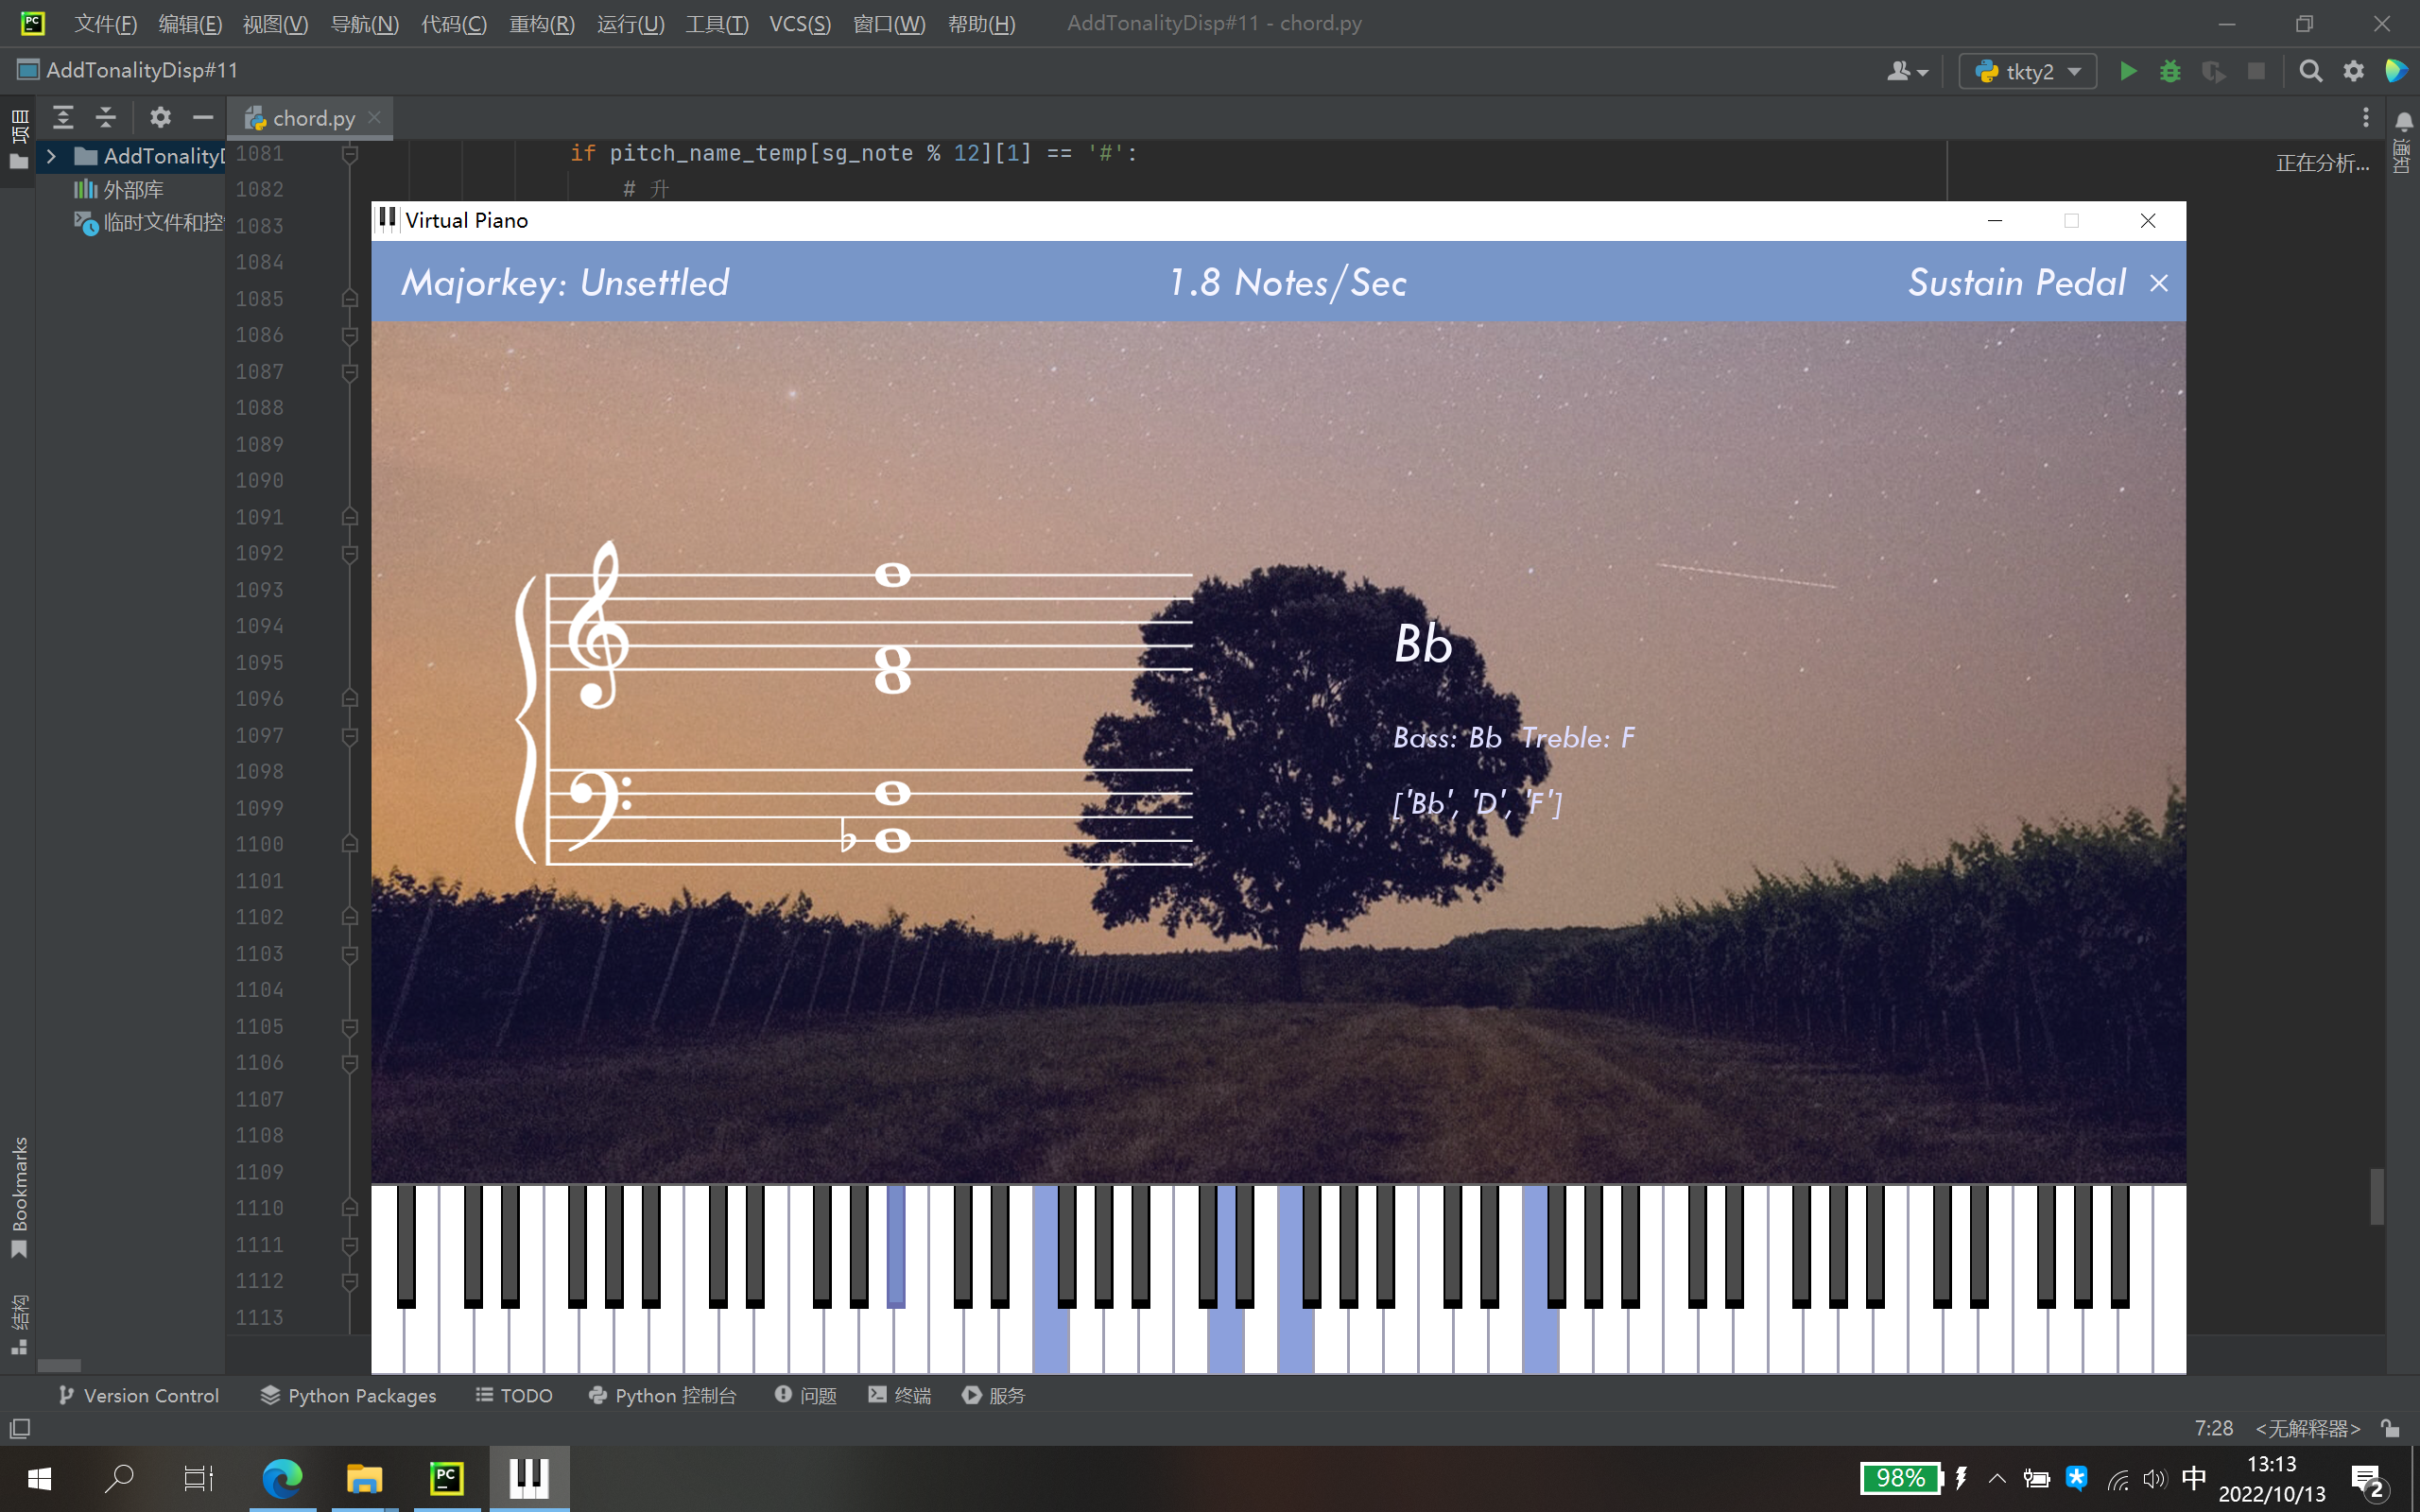 文件(F) 编辑(E) 视图(V) 导航(N) 代码(C) 重构(R) 运行(U) 工具(T) VCS(S) 窗口(W) 帮助(H) AddTonalityDisp#11 - chord.py
AddTonalityDisp#11
tkty2
项目
chord.py
通知
AddTonalityD
外部库
临时文件和控
正在分析...
1081 if pitch_name_temp[sg_note % 12][1] == '#':
1082 # 升
1083
1084
1085
1086
1087
1088
1089
1090
1091
1092
1093
1094
1095
1096
1097
1098
1099
1100
1101
1102
1103
1104
1105
1106
1107
1108
1109
1110
1111
1112
1113
Virtual Piano
Majorkey: Unsettled 1.8 Notes/Sec Sustain Pedal ×
Bb
Bass: Bb Treble: F
['Bb', 'D', 'F']
Bookmarks
结构
Version Control Python Packages TODO Python 控制台 问题 终端 服务
7:28 <无解释器>
PC
98% 中 13:13
2022/10/13
2